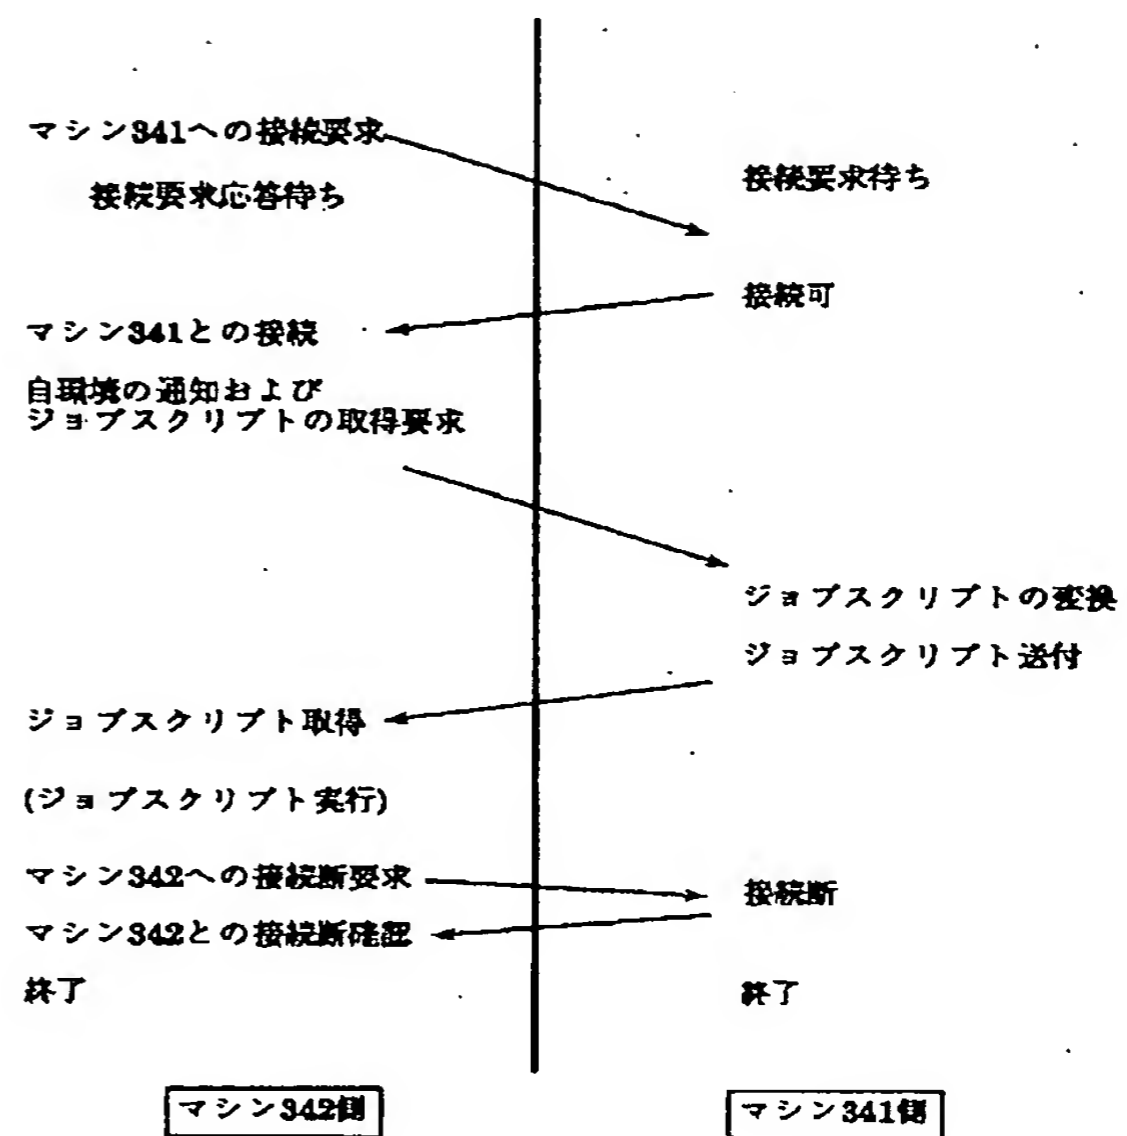 マシン341への接続要求
接続要求待ち
接続要求応答待ち
接続可
マシン341との接続
自環境の通知および
ジョブスクリプトの取得要求
ジョブスクリプトの変換
ジョブスクリプト送付
ジョブスクリプト取得
(ジョブスクリプト実行)
マシン342への接続断要求
接続断
マシン342との接続断確認
終了
終了
マシン342側
マシン341側